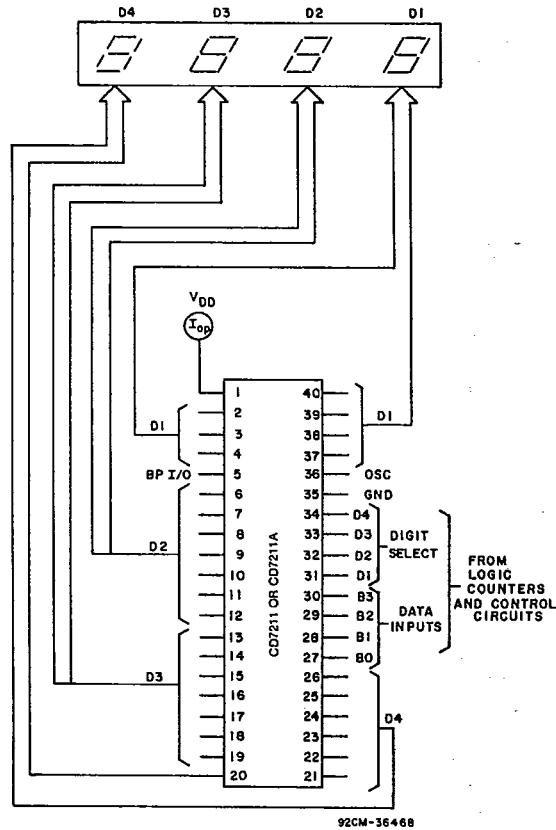 D4 D3 D2 D1
V_DD
I_op
1 40
D1 2 39 D1
3 38
4 37
BP I/O 5 36 OSC
6 35 GND
7 34 D4
8 33 D3 DIGIT SELECT
D2 9 32 D2
10 31 D1
11 30 B3
12 29 B2 DATA INPUTS
13 28 B1
14 27 B0
FROM LOGIC COUNTERS AND CONTROL CIRCUITS
D3 15 26
16 25
17 24 D4
18 23
19 22
20 21
CD7211 OR CD7211A
92CM-36468